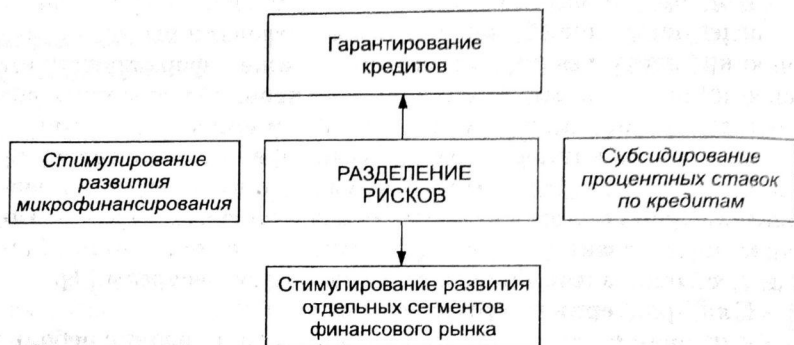 Гарантирование
кредитов
Стимулирование
развития
микрофинансирования
РАЗДЕЛЕНИЕ
РИСКОВ
Субсидирование
процентных ставок
по кредитам
Стимулирование развития
отдельных сегментов
финансового рынка